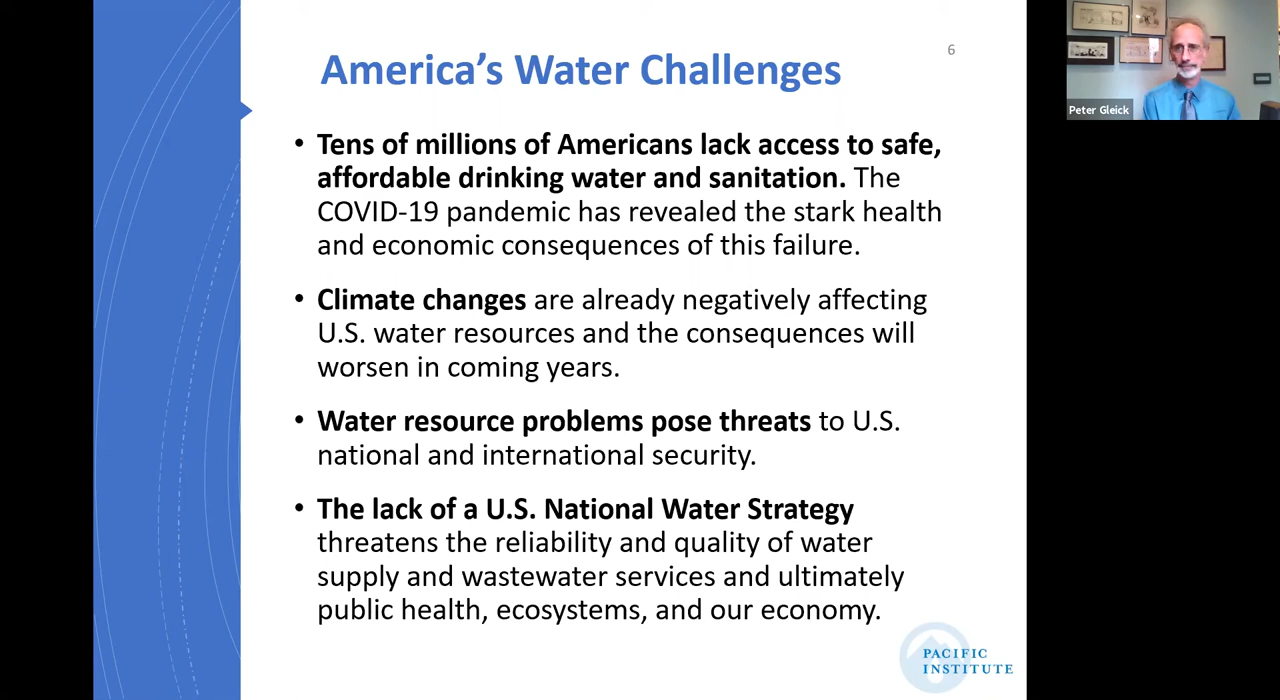 America's Water Challenges
6
Peter Gleick
• Tens of millions of Americans lack access to safe,
affordable drinking water and sanitation. The
COVID-19 pandemic has revealed the stark health
and economic consequences of this failure.
• Climate changes are already negatively affecting
U.S. water resources and the consequences will
worsen in coming years.
• Water resource problems pose threats to U.S.
national and international security.
• The lack of a U.S. National Water Strategy
threatens the reliability and quality of water
supply and wastewater services and ultimately
public health, ecosystems, and our economy.
PACIFIC
INSTITUTE